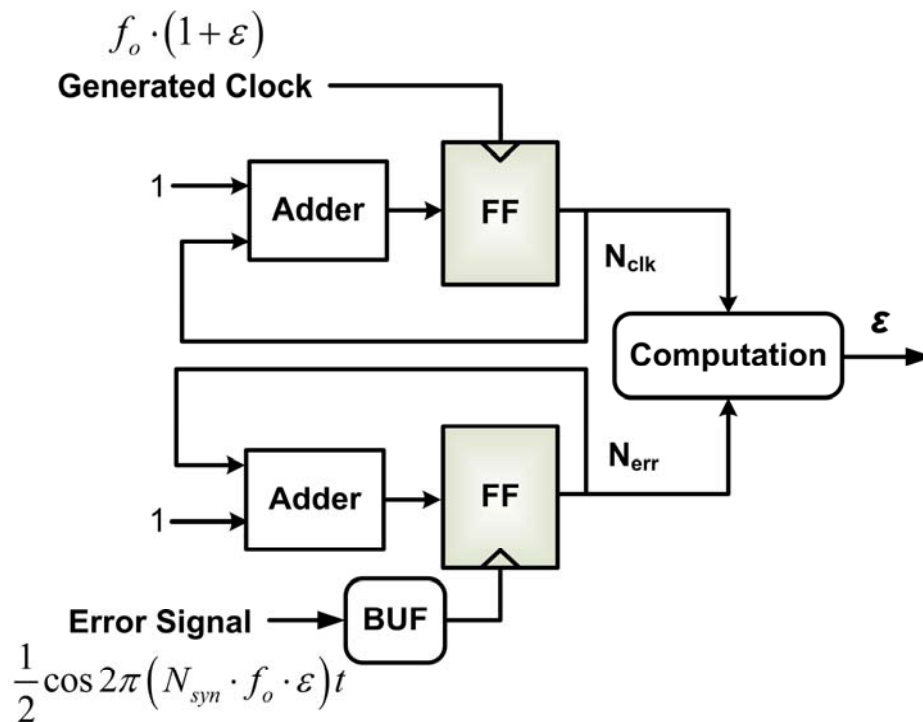 f_o · (1 + ε)
Generated Clock
1
Adder
FF
N_clk
Computation
ε
Adder
FF
N_err
1
Error Signal
BUF
1/2 cos 2π(N_syn · f_o · ε)t